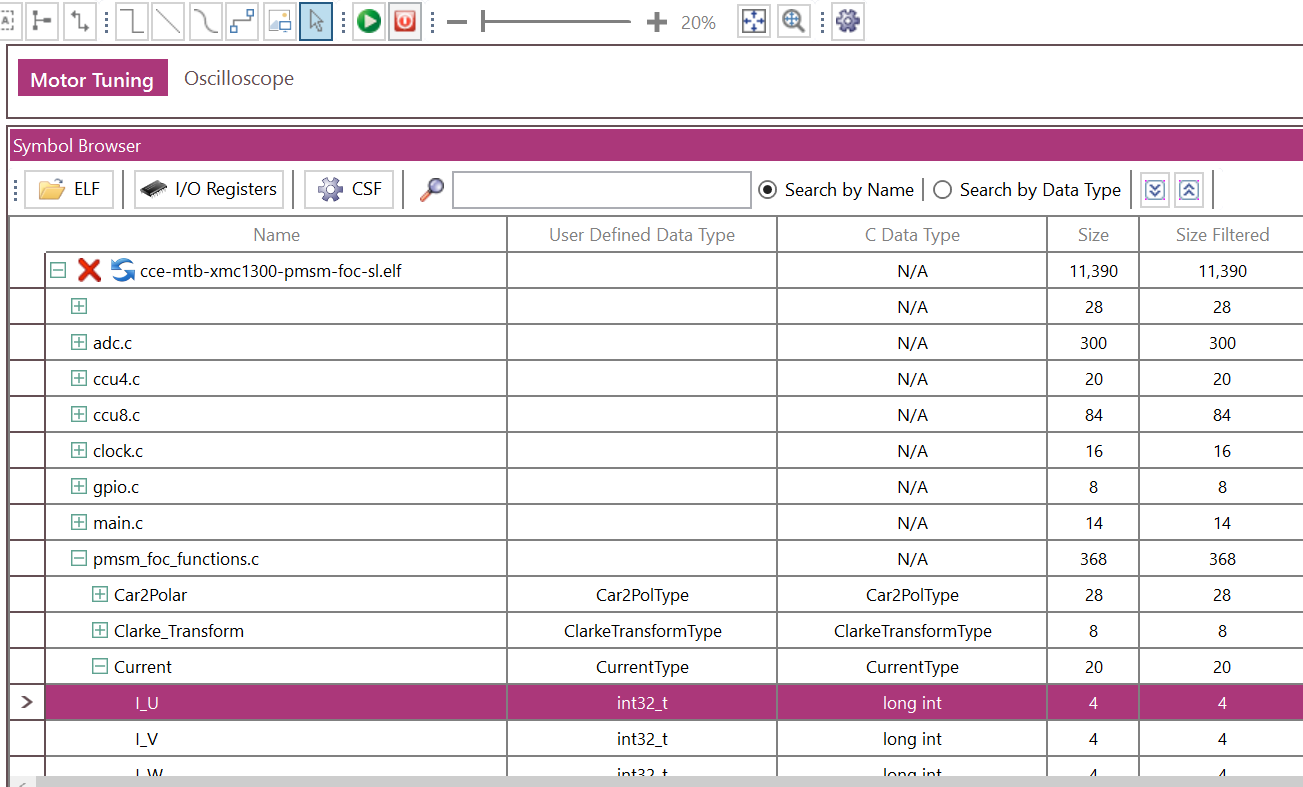 A
20%
Motor Tuning Oscilloscope
Symbol Browser
ELF I/O Registers CSF Search by Name Search by Data Type
Name User Defined Data Type C Data Type Size Size Filtered
cce-mtb-xmc1300-pmsm-foc-sl.elf N/A 11,390 11,390
N/A 28 28
adc.c N/A 300 300
ccu4.c N/A 20 20
ccu8.c N/A 84 84
clock.c N/A 16 16
gpio.c N/A 8 8
main.c N/A 14 14
pmsm_foc_functions.c N/A 368 368
Car2Polar Car2PolType Car2PolType 28 28
Clarke_Transform ClarkeTransformType ClarkeTransformType 8 8
Current CurrentType CurrentType 20 20
I_U int32_t long int 4 4
I_V int32_t long int 4 4
I_W int32_t long int 4 4